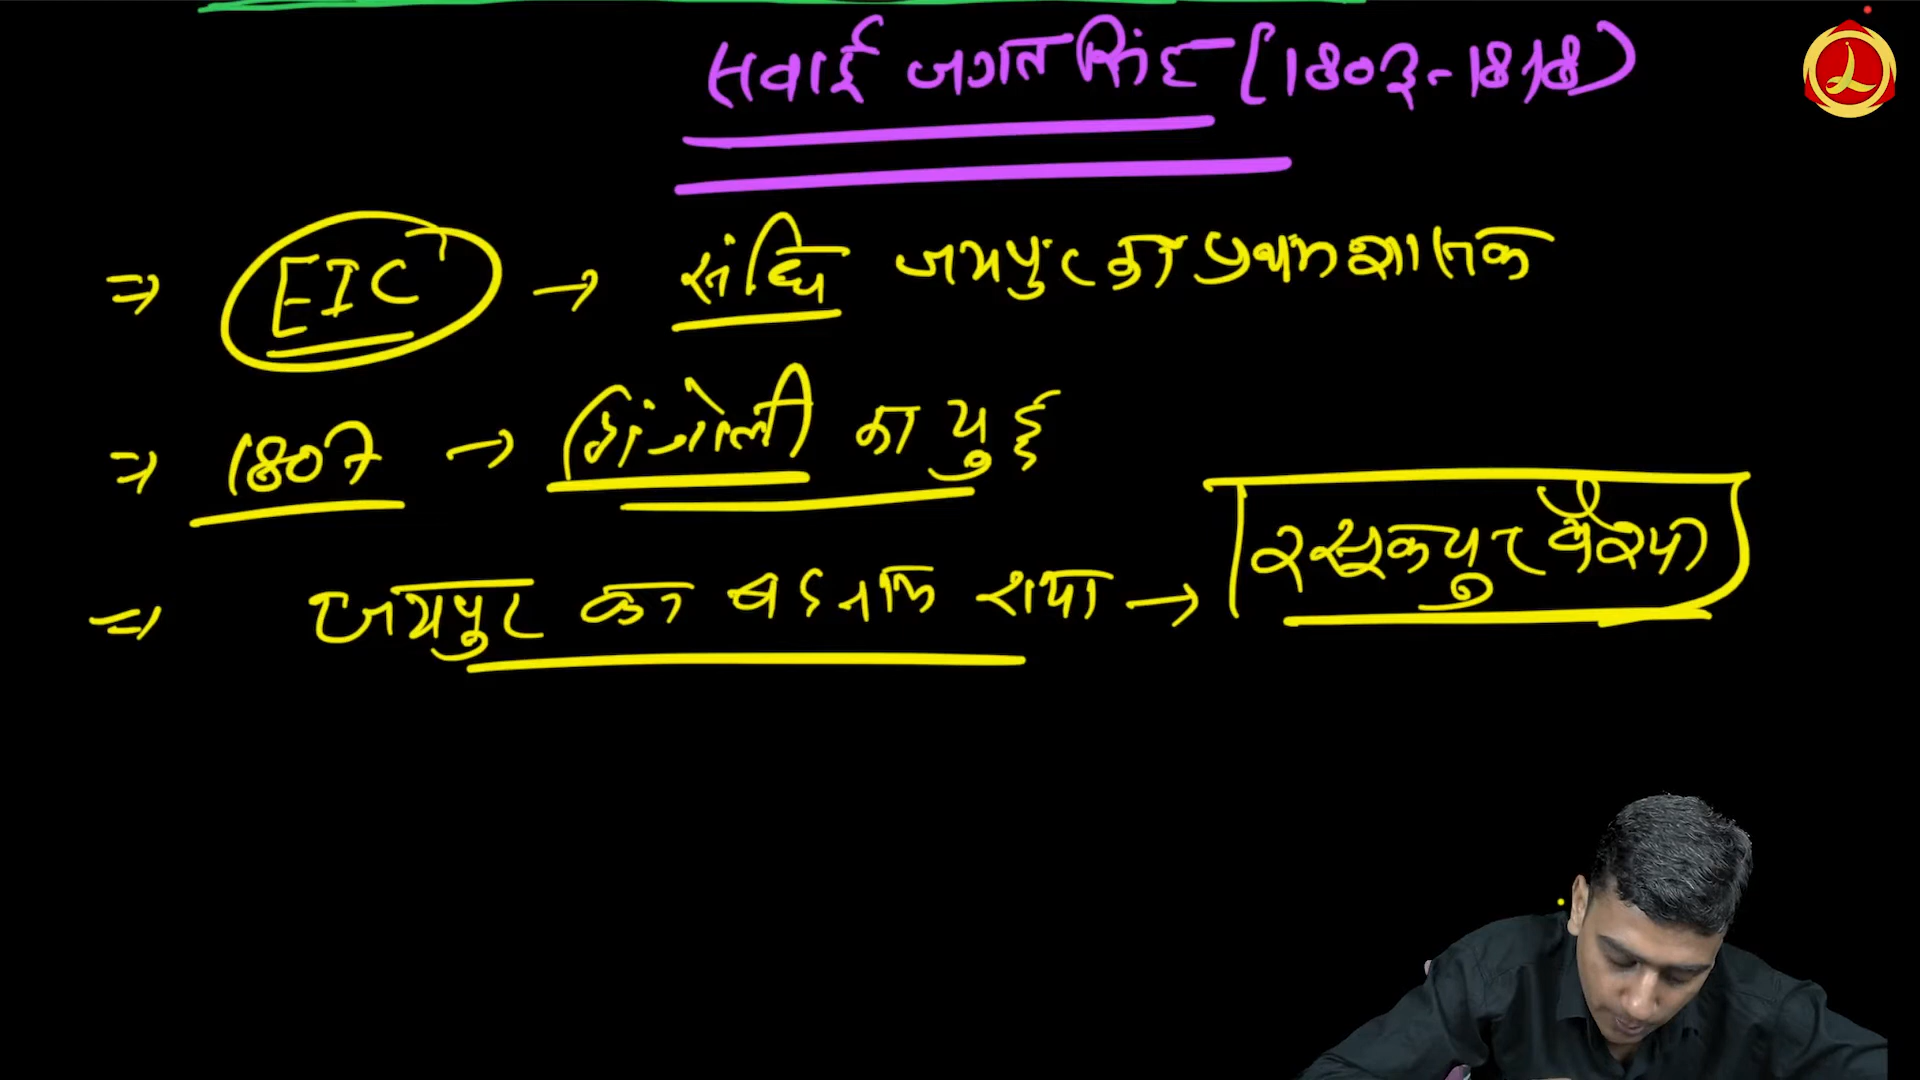 सवाई जगत सिंह (1803-1818)
⇒ EIC → संधि जयपुर का प्रथम शासक
⇒ 1807 → गिंगोली का युद्ध
⇒ जयपुर का बदनाम राजा → रसकपुर वैश्या